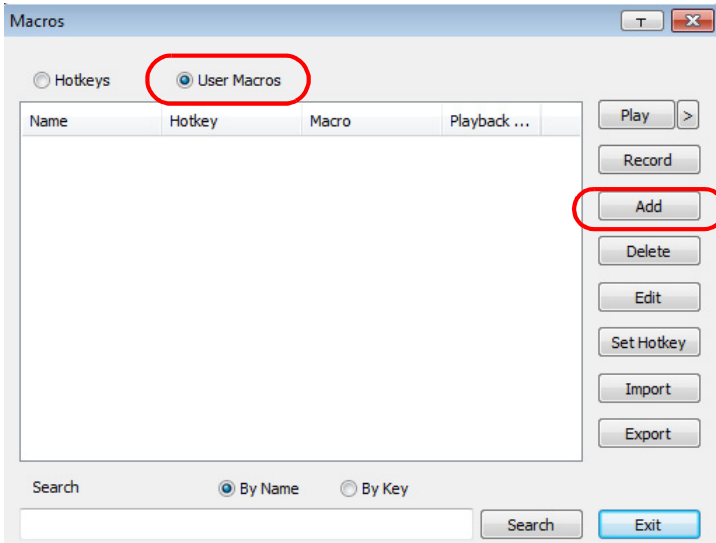 Macros T
Hotkeys User Macros
Name Hotkey Macro Playback ...
Play >
Record
Add
Delete
Edit
Set Hotkey
Import
Export
Search By Name By Key
Search Exit